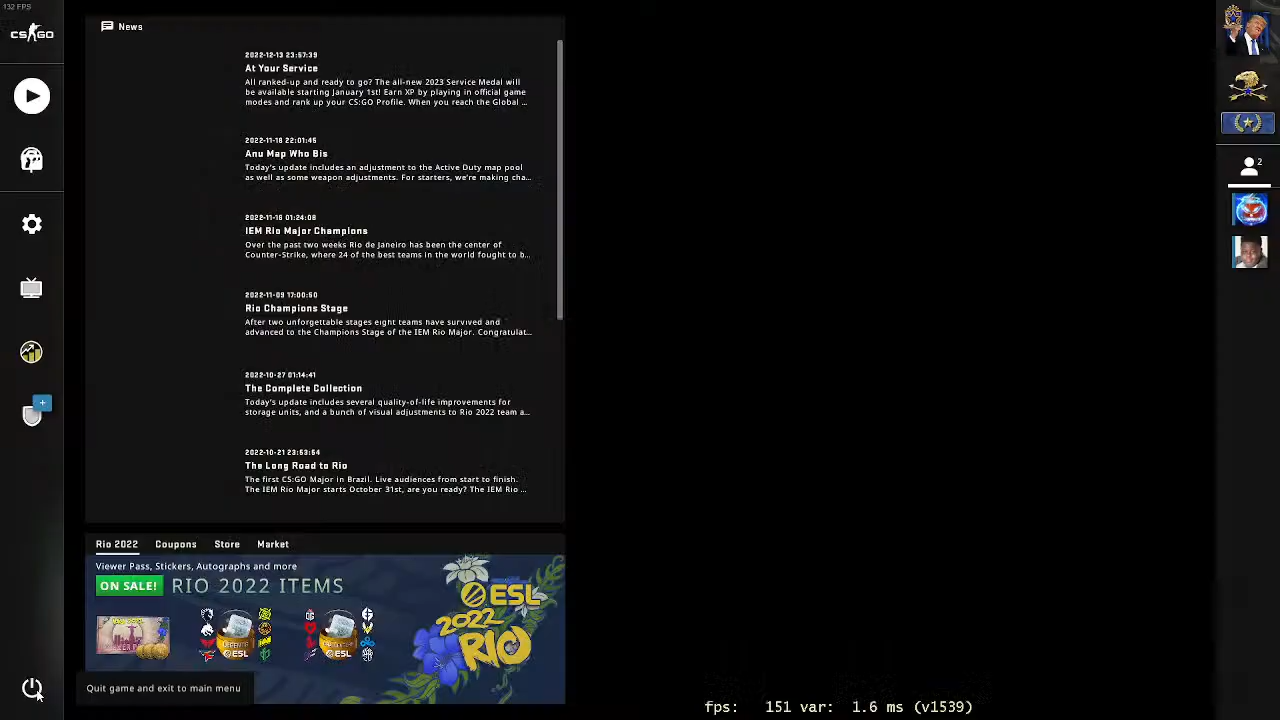 132 FPS
CS:GO
News
2022-12-13 23:57:39
At Your Service
All ranked-up and ready to go? The all-new 2023 Service Medal will
be available starting January 1st! Earn XP by playing in official game
modes and rank up your CS:GO Profile. When you reach the Global ...
2022-11-18 22:01:45
Anu Map Who Bis
Today's update includes an adjustment to the Active Duty map pool
as well as some weapon adjustments. For starters, we're making cha...
2022-11-16 01:24:08
IEM Rio Major Champions
Over the past two weeks Rio de Janeiro has been the center of
Counter-Strike, where 24 of the best teams in the world fought to b...
2022-11-09 17:00:50
Rio Champions Stage
After two unforgettable stages eight teams have survived and
advanced to the Champions Stage of the IEM Rio Major. Congratulat...
2022-10-27 01:14:41
The Complete Collection
Today's update includes several quality-of-life improvements for
storage units, and a bunch of visual adjustments to Rio 2022 team a...
2022-10-21 23:53:54
The Long Road to Rio
The first CS:GO Major in Brazil. Live audiences from start to finish.
The IEM Rio Major starts October 31st, are you ready? The IEM Rio ...
Rio 2022 Coupons Store Market
Viewer Pass, Stickers, Autographs and more
ON SALE! RIO 2022 ITEMS
ESL
2022
RIO
Quit game and exit to main menu
2
fps: 151 var: 1.6 ms (v1539)